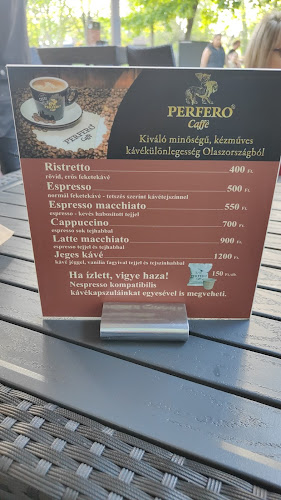 PERFERO®
Caffè
PERFERO
Caffè
Kiváló minőségű, kézműves
kávékülönlegesség Olaszországból
Ristretto 400 Ft.
rövid, erős feketekávé
Espresso 500 Ft.
normál feketekávé - tetszés szerint kávétejszínnel
Espresso macchiato 550 Ft.
espresso - kevés habosított tejjel
Cappuccino 700 Ft.
espresso sok tejhabbal
Latte macchiato 900 Ft.
espresso tejjel és tejhabbal
Jeges kávé 1200 Ft.
kávé jéggel, vanília fagyival tejjel és tejszínhabbal
Ha ízlett, vigye haza! 150 Ft./db
Nespresso kompatibilis
kávékapszuláinkat egyesével is megveheti.